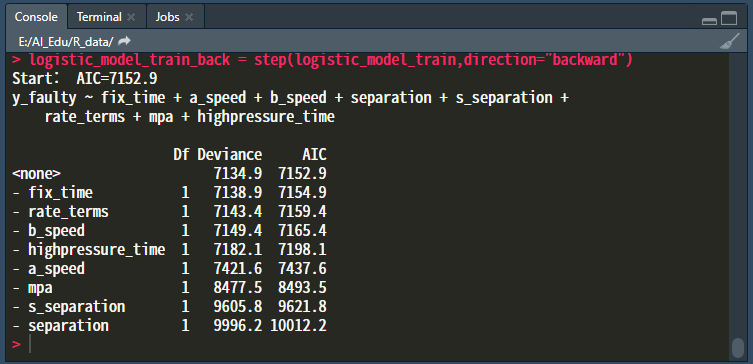 Console Terminal × Jobs ×
E:/AI_Edu/R_data/
> logistic_model_train_back = step(logistic_model_train,direction="backward")
Start:  AIC=7152.9
y_faulty ~ fix_time + a_speed + b_speed + separation + s_separation +
    rate_terms + mpa + highpressure_time
                   Df Deviance     AIC
<none>                  7134.9  7152.9
- fix_time           1  7138.9  7154.9
- rate_terms         1  7143.4  7159.4
- b_speed            1  7149.4  7165.4
- highpressure_time  1  7182.1  7198.1
- a_speed            1  7421.6  7437.6
- mpa                1  8477.5  8493.5
- s_separation       1  9605.8  9621.8
- separation         1  9996.2 10012.2
>